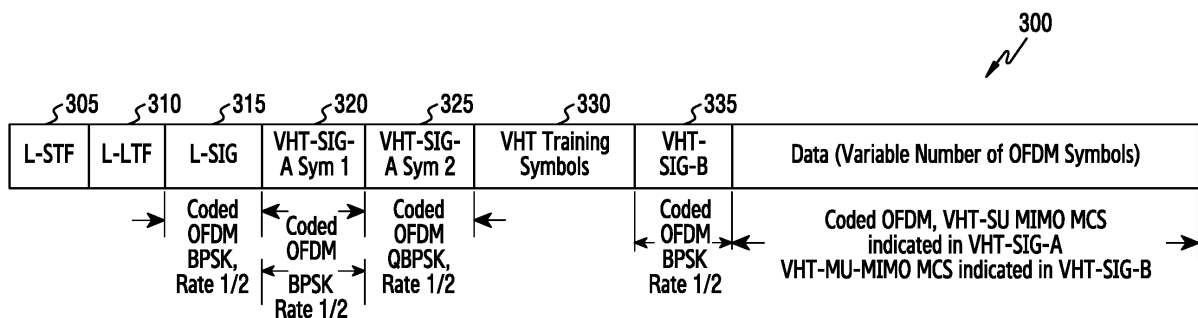 300
305
310
315
320
325
330
335
L-STF
L-LTF
L-SIG
VHT-SIG-
A Sym 1
VHT-SIG-
A Sym 2
VHT Training
Symbols
VHT-
SIG-B
Data (Variable Number of OFDM Symbols)
Coded
OFDM
BPSK,
Rate 1/2
Coded
OFDM
BPSK
Rate 1/2
Coded
OFDM
QBPSK,
Rate 1/2
Coded
OFDM
BPSK
Rate 1/2
Coded OFDM, VHT-SU MIMO MCS
indicated in VHT-SIG-A
VHT-MU-MIMO MCS indicated in VHT-SIG-B